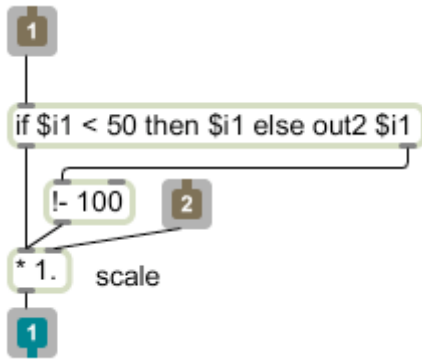 1
if $i1 < 50 then $i1 else out2 $i1
!- 100
2
* 1.
scale
1